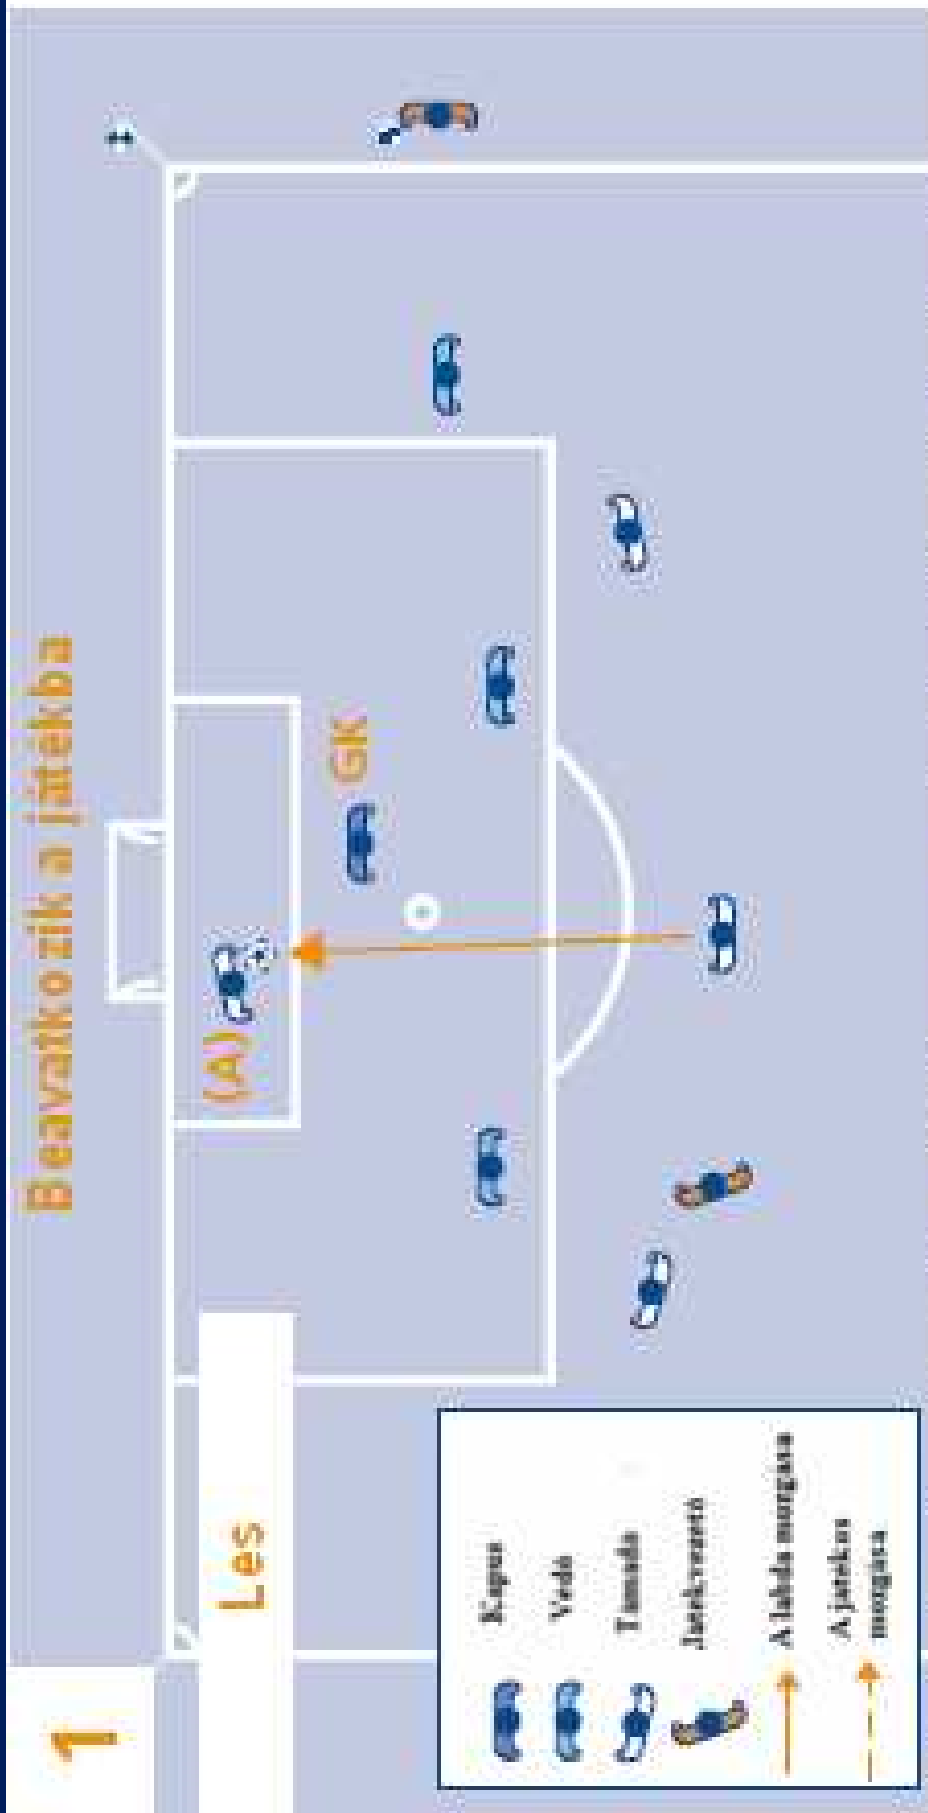 1
Beavatkozik a játékba
Les
(A)
GK
Kapus
Védő
Támadó
Játékvezető
A labda mozgása
A játékos
mozgása